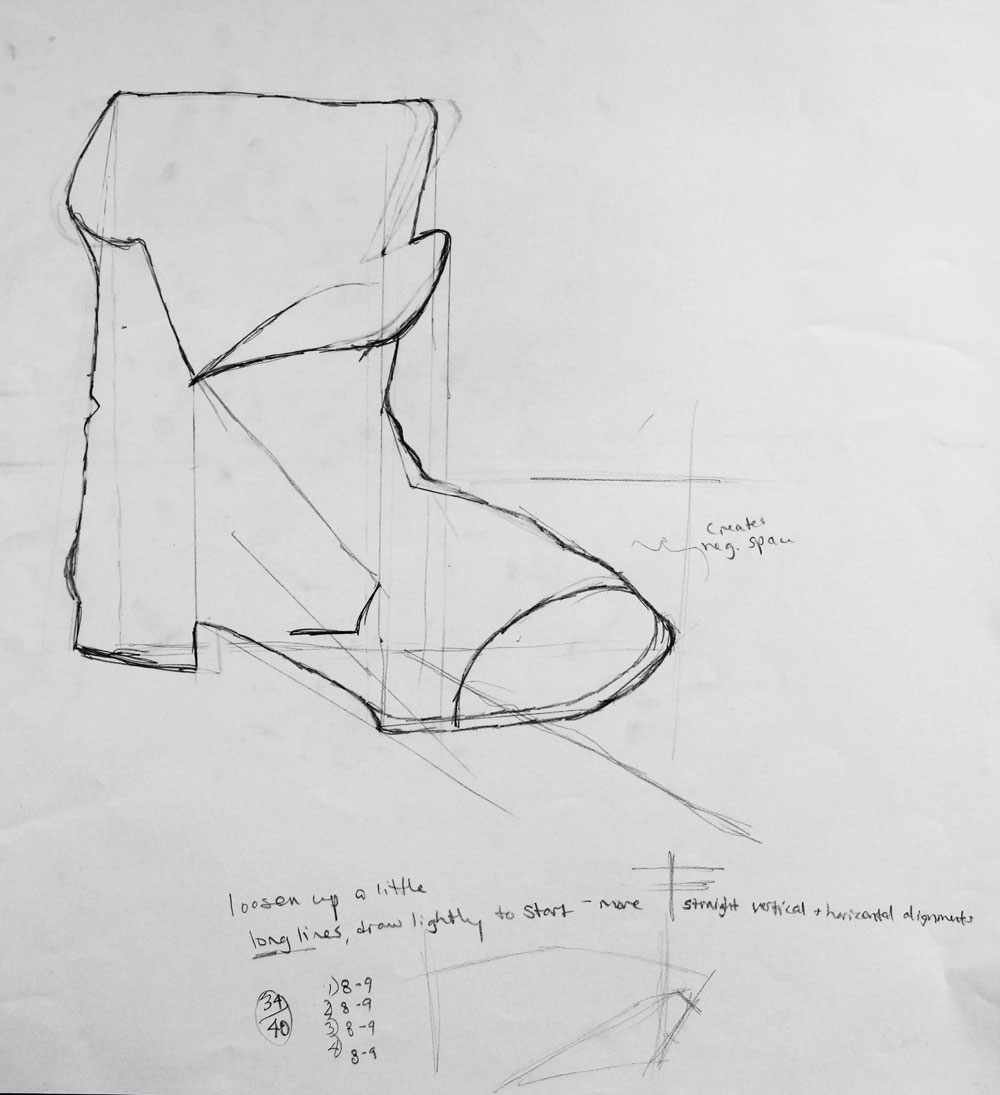 creates
neg. space
loosen up a little
long lines, draw lightly to start - more straight vertical + horizontal alignments
34
40
1) 8-9
2) 8-9
3) 8-9
4) 8-9